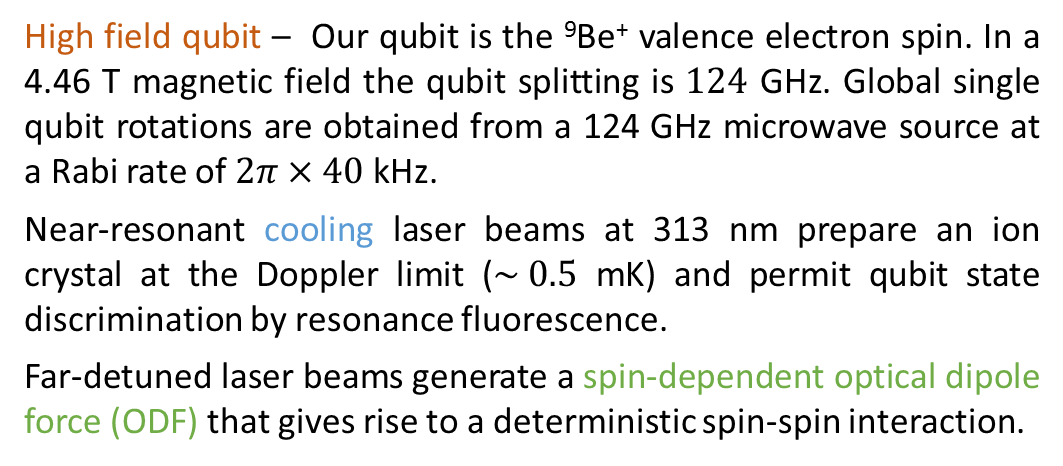 High field qubit – Our qubit is the ⁹Be⁺ valence electron spin. In a
4.46 T magnetic field the qubit splitting is 124 GHz. Global single
qubit rotations are obtained from a 124 GHz microwave source at
a Rabi rate of 2π × 40 kHz.
Near-resonant cooling laser beams at 313 nm prepare an ion
crystal at the Doppler limit (~ 0.5 mK) and permit qubit state
discrimination by resonance fluorescence.
Far-detuned laser beams generate a spin-dependent optical dipole
force (ODF) that gives rise to a deterministic spin-spin interaction.